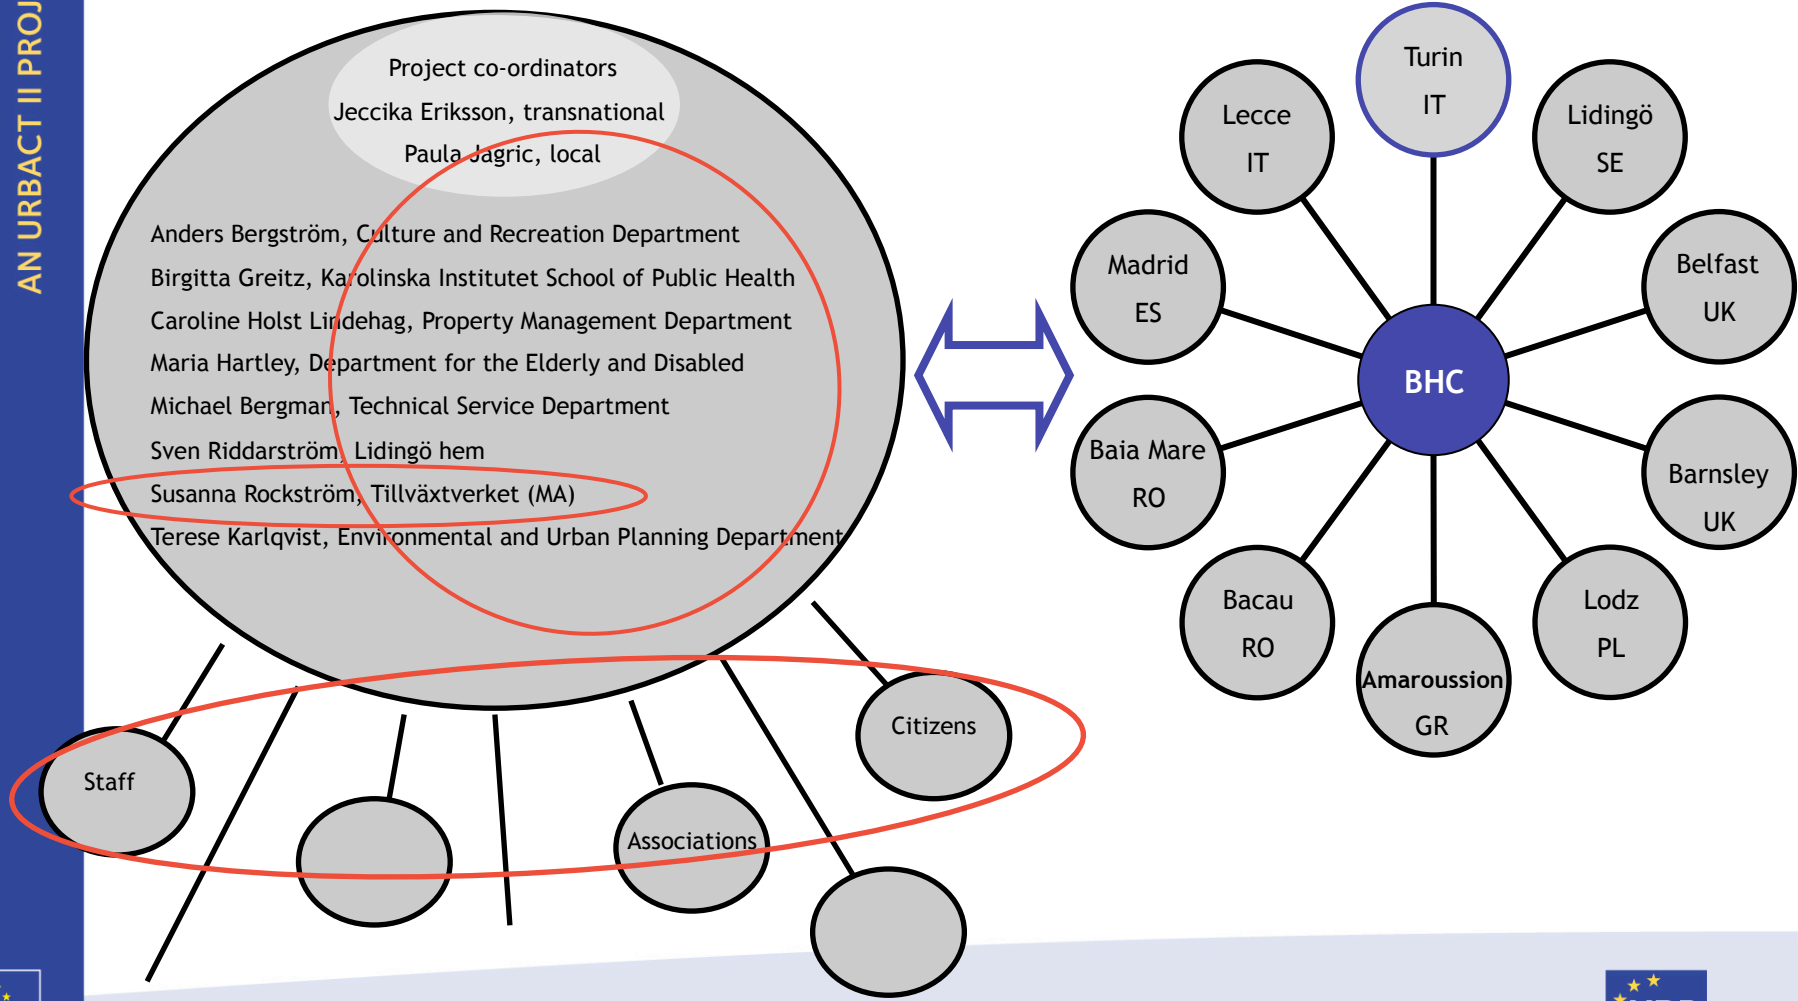 AN URBACT II PROJ
Project co-ordinators
Jeccika Eriksson, transnational
Paula Jagric, local
Anders Bergström, Culture and Recreation Department
Birgitta Greitz, Karolinska Institutet School of Public Health
Caroline Holst Lindehag, Property Management Department
Maria Hartley, Department for the Elderly and Disabled
Michael Bergman, Technical Service Department
Sven Riddarström, Lidingö hem
Susanna Rockström, Tillväxtverket (MA)
Terese Karlqvist, Environmental and Urban Planning Department
Staff
Associations
Citizens
Turin
IT
Lidingö
SE
Belfast
UK
Barnsley
UK
Lodz
PL
Amaroussion
GR
Bacau
RO
Baia Mare
RO
Madrid
ES
Lecce
IT
BHC